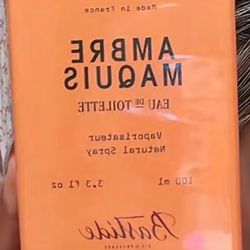 Made in France
AMBRE
MAQUIS
EAU DE TOILETTE
Vaporisateur
Natural Spray
100 ml 3.3 fl oz
Bastide